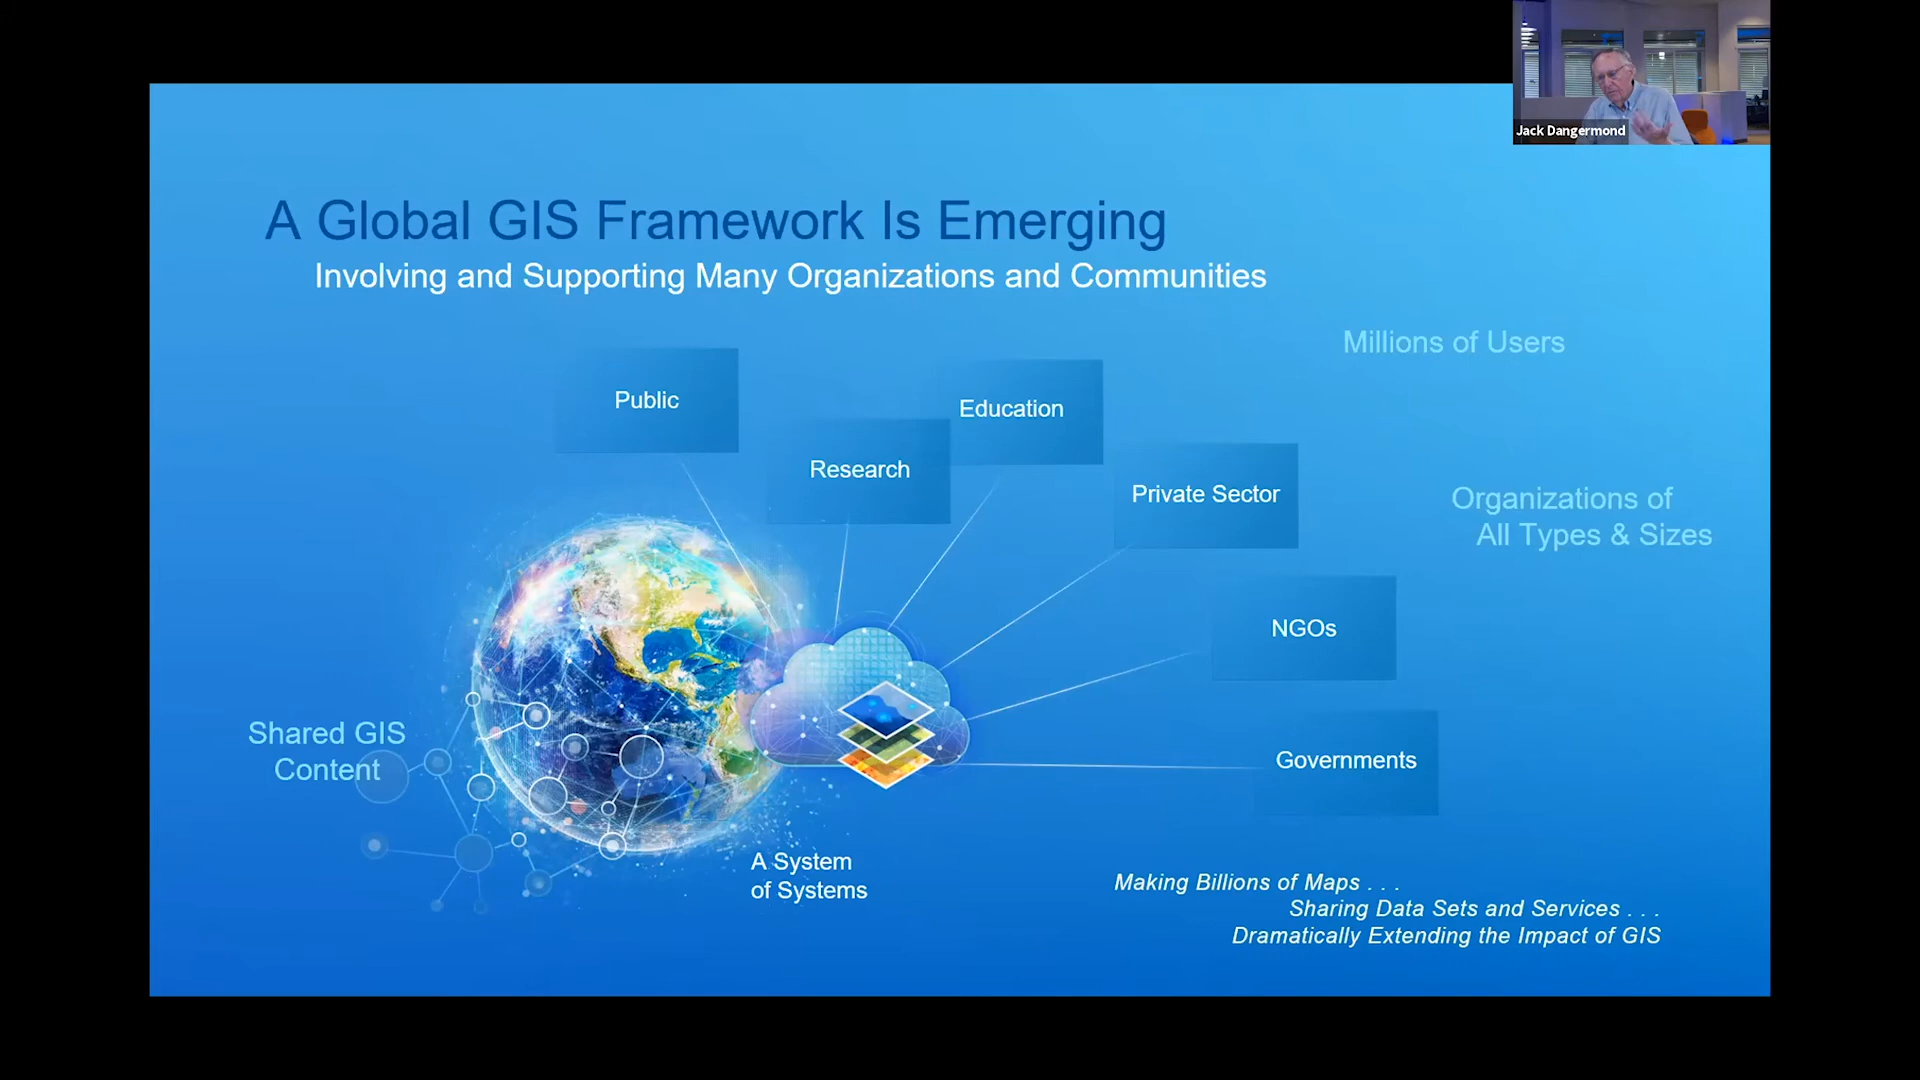 Jack Dangermond
A Global GIS Framework Is Emerging
Involving and Supporting Many Organizations and Communities
Millions of Users
Public
Education
Research
Private Sector
Organizations of
All Types & Sizes
NGOs
Shared GIS
Content
Governments
A System
of Systems
Making Billions of Maps . . .
Sharing Data Sets and Services . . .
Dramatically Extending the Impact of GIS